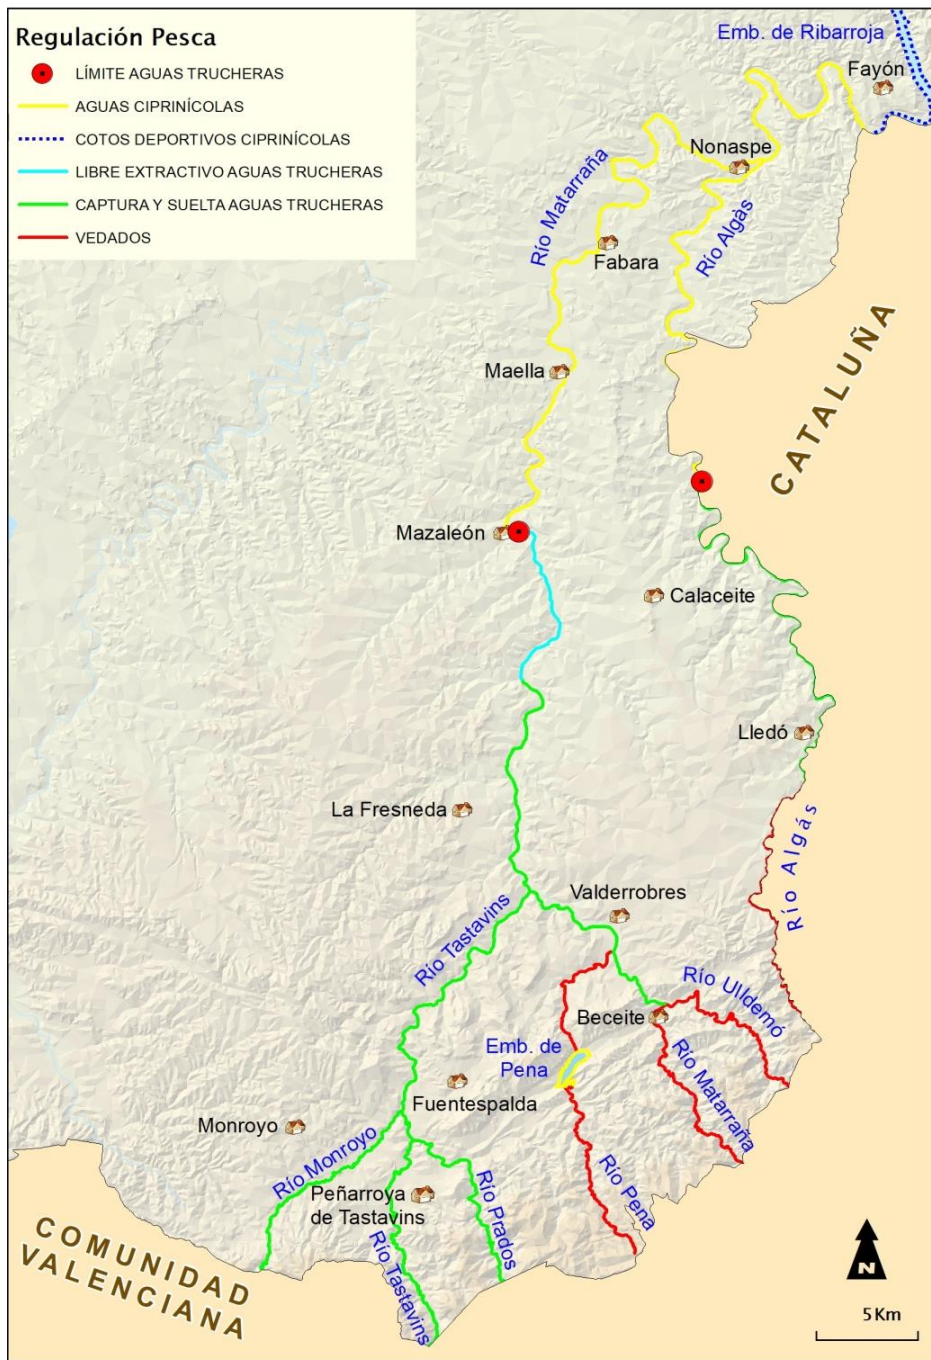 Regulación Pesca
LÍMITE AGUAS TRUCHERAS
AGUAS CIPRINÍCOLAS
COTOS DEPORTIVOS CIPRINÍCOLAS
LIBRE EXTRACTIVO AGUAS TRUCHERAS
CAPTURA Y SUELTA AGUAS TRUCHERAS
VEDADOS
Emb. de Ribarroja
Fayón
Nonaspe
Río Matarraña
Río Algàs
Fabara
Maella
CATALUÑA
Mazaleón
Calaceite
Lledó
La Fresneda
Río Algás
Valderrobres
Río Tastavins
Río Ulldemó
Beceite
Emb. de
Pena
Río Matarraña
Fuentespalda
Monroyo
Río Monroyo
Peñarroya
de Tastavins
Río Prados
Río Pena
Río Tastavins
COMUNIDAD
VALENCIANA
N
5 Km